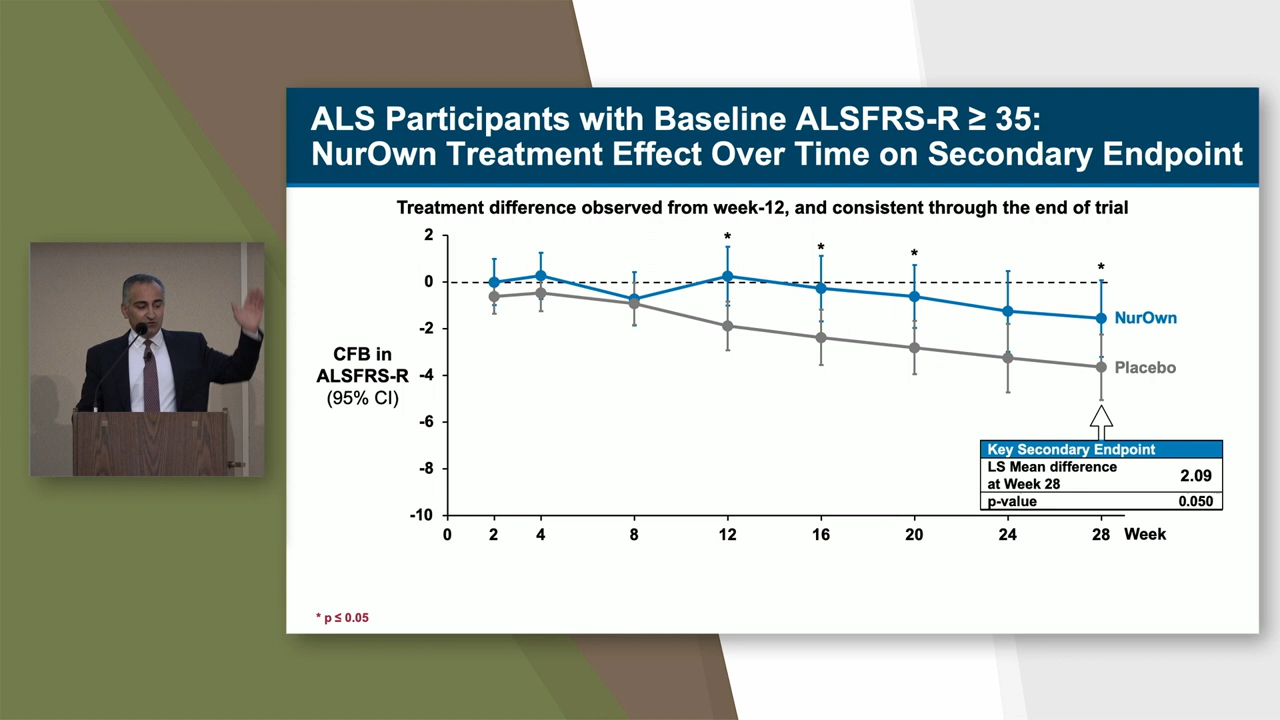 ALS Participants with Baseline ALSFRS-R ≥ 35:
NurOwn Treatment Effect Over Time on Secondary Endpoint
Treatment difference observed from week-12, and consistent through the end of trial
2
0
-2
-4
-6
-8
-10
CFB in
ALSFRS-R
(95% CI)
*
*
*
*
NurOwn
Placebo
Key Secondary Endpoint
LS Mean difference
at Week 28
2.09
p-value 0.050
0 2 4 8 12 16 20 24 28 Week
* p ≤ 0.05